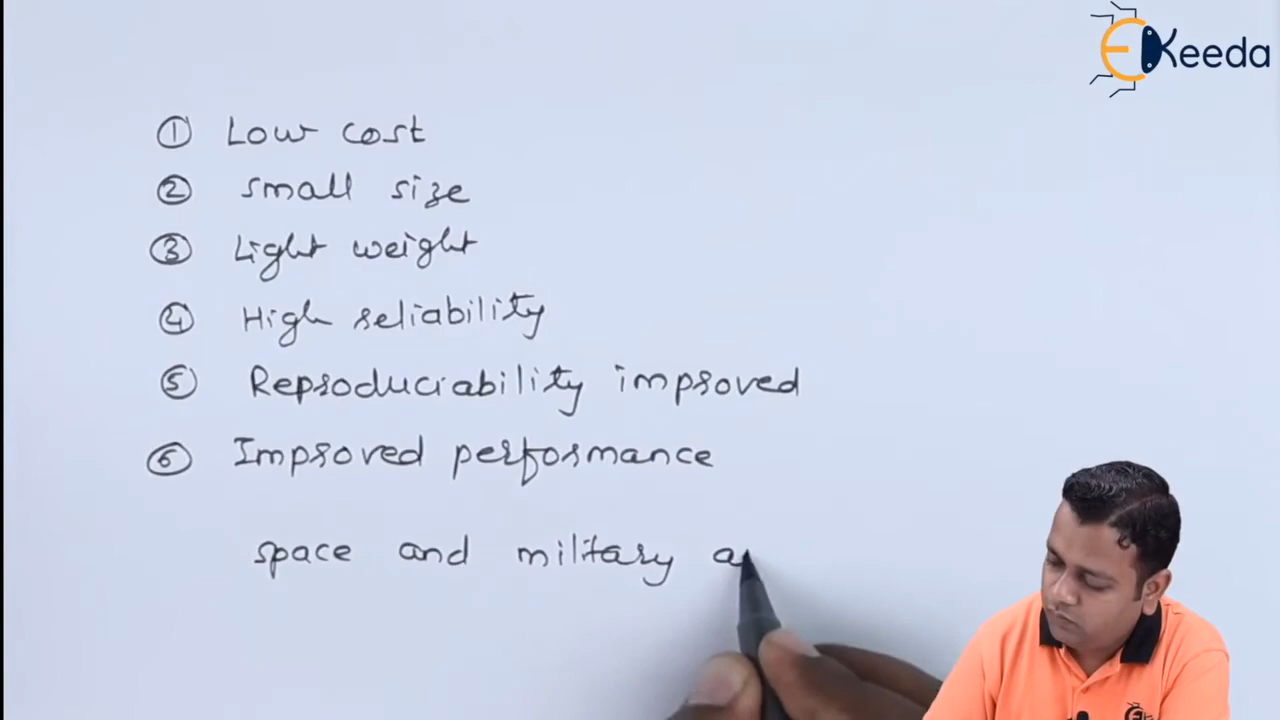 EKeeda
① Low cost
② small size
③ Light weight
④ High reliability
⑤ Reproduciability improved
⑥ Improved performance
space and military a